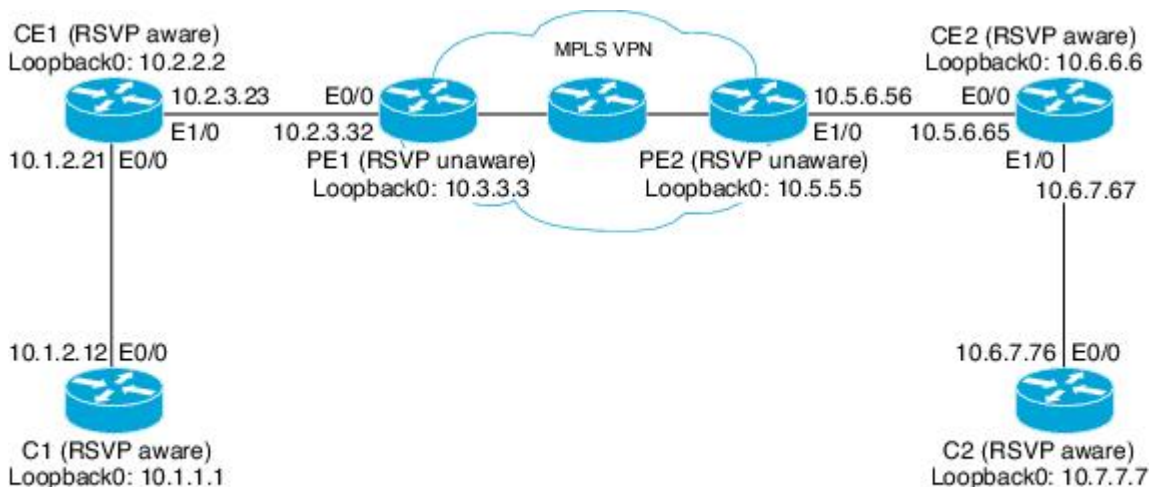 CE1 (RSVP aware)
Loopback0: 10.2.2.2
MPLS VPN
CE2 (RSVP aware)
Loopback0: 10.6.6.6
10.2.3.23
E0/0
10.5.6.56
E0/0
E1/0
10.2.3.32
E1/0
10.5.6.65
10.1.2.21
E0/0
PE1 (RSVP unaware)
Loopback0: 10.3.3.3
PE2 (RSVP unaware)
Loopback0: 10.5.5.5
E1/0
10.6.7.67
10.1.2.12
E0/0
10.6.7.76
E0/0
C1 (RSVP aware)
Loopback0: 10.1.1.1
C2 (RSVP aware)
Loopback0: 10.7.7.7